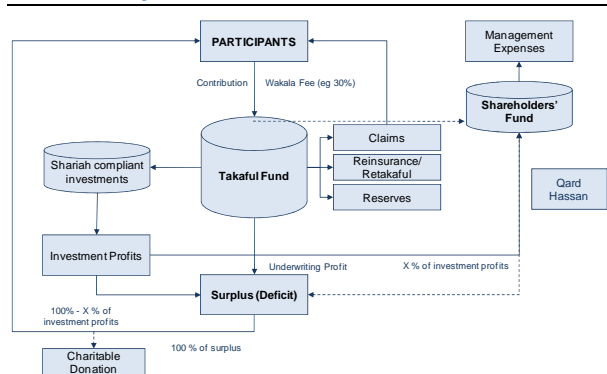 PARTICIPANTS
Management
Expenses
Contribution
Wakala Fee (eg 30%)
Shareholders'
Fund
Takaful Fund
Claims
Reinsurance/
Retakaful
Reserves
Shariah compliant
investments
Qard
Hassan
Investment Profits
Underwriting Profit
X % of investment profits
Surplus (Deficit)
100% - X % of
investment profits
100 % of surplus
Charitable
Donation